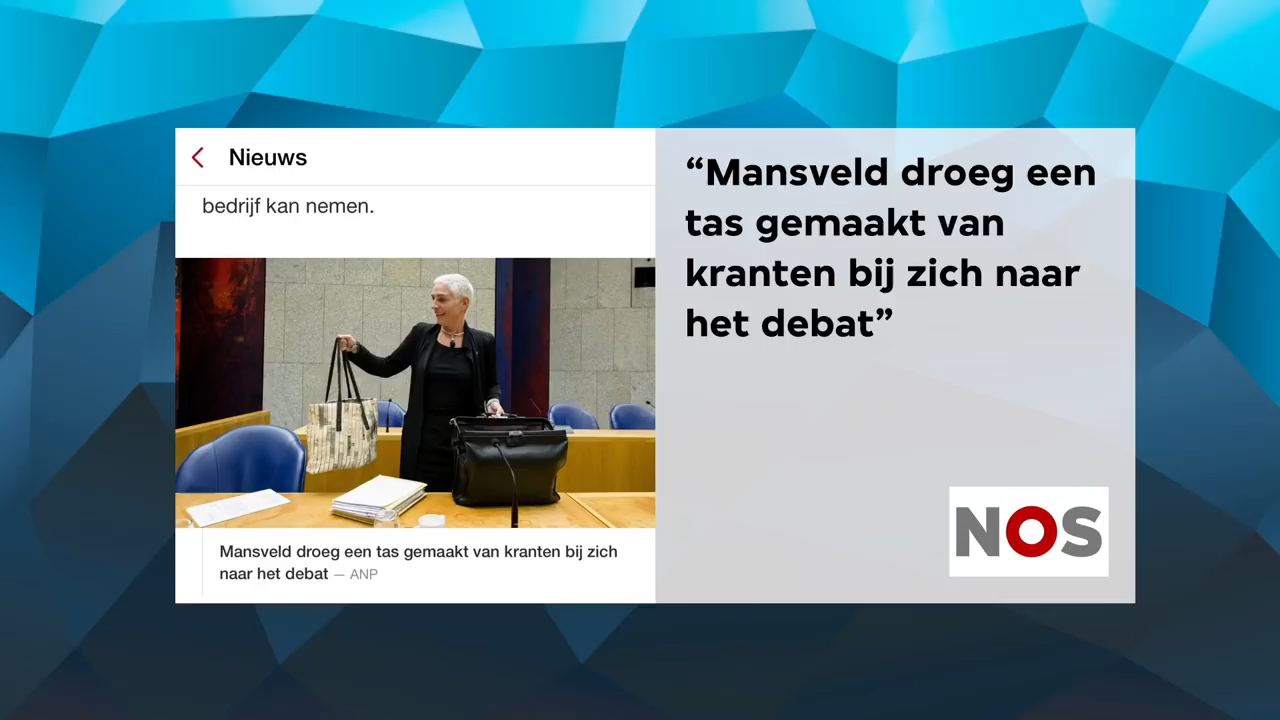 Nieuws
bedrijf kan nemen.
Mansveld droeg een tas gemaakt van kranten bij zich
naar het debat — ANP
“Mansveld droeg een
tas gemaakt van
kranten bij zich naar
het debat”
NOS